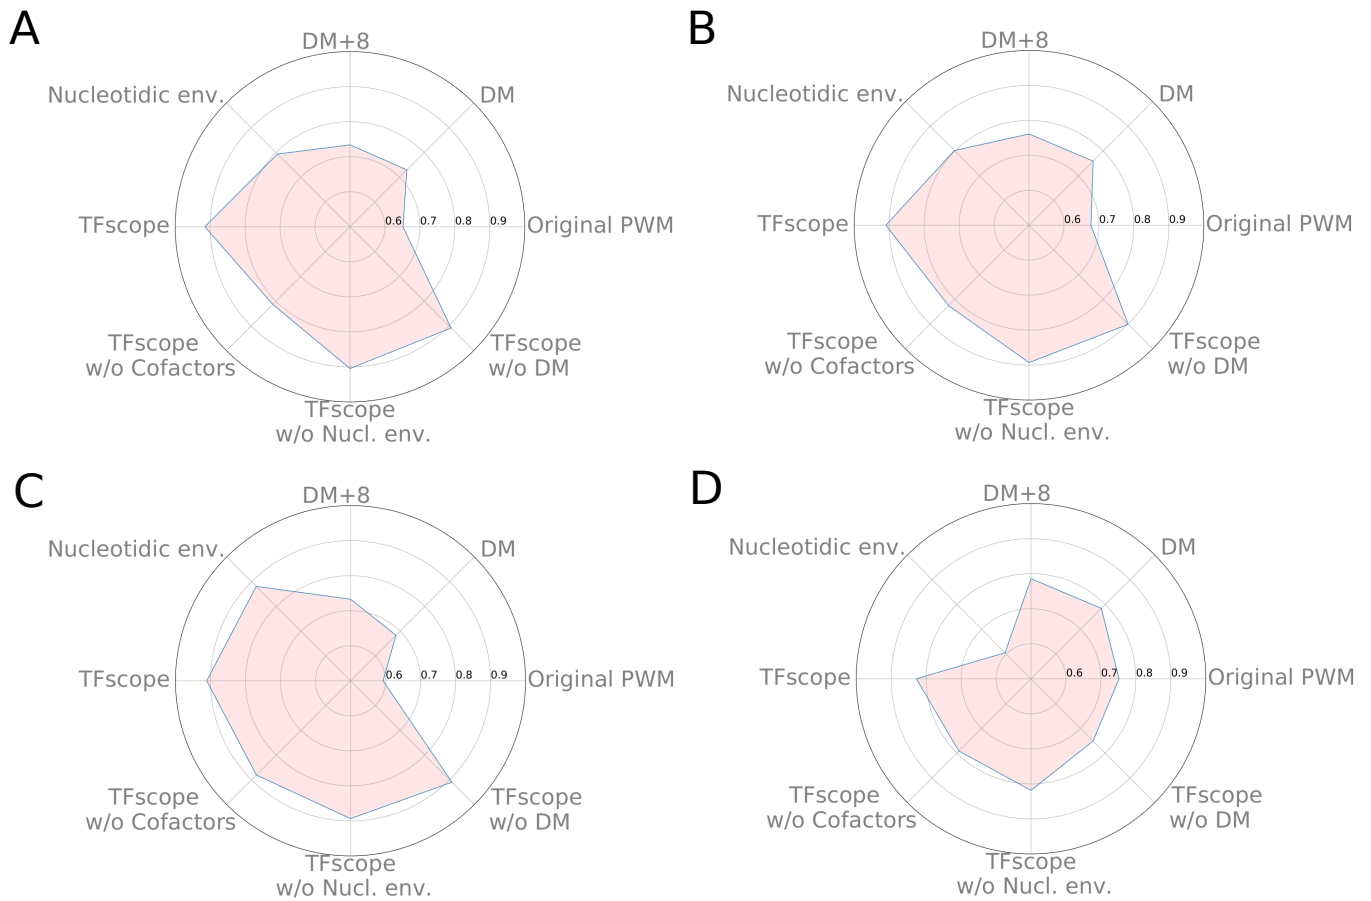 A
DM+8
Nucleotidic env.
DM
TFscope
0.6
0.7
0.8
0.9
Original PWM
TFscope
w/o Cofactors
TFscope
w/o DM
TFscope
w/o Nucl. env.
B
DM+8
Nucleotidic env.
DM
TFscope
0.6
0.7
0.8
0.9
Original PWM
TFscope
w/o Cofactors
TFscope
w/o DM
TFscope
w/o Nucl. env.
C
DM+8
Nucleotidic env.
DM
TFscope
0.6
0.7
0.8
0.9
Original PWM
TFscope
w/o Cofactors
TFscope
w/o DM
TFscope
w/o Nucl. env.
D
DM+8
Nucleotidic env.
DM
TFscope
0.6
0.7
0.8
0.9
Original PWM
TFscope
w/o Cofactors
TFscope
w/o DM
TFscope
w/o Nucl. env.